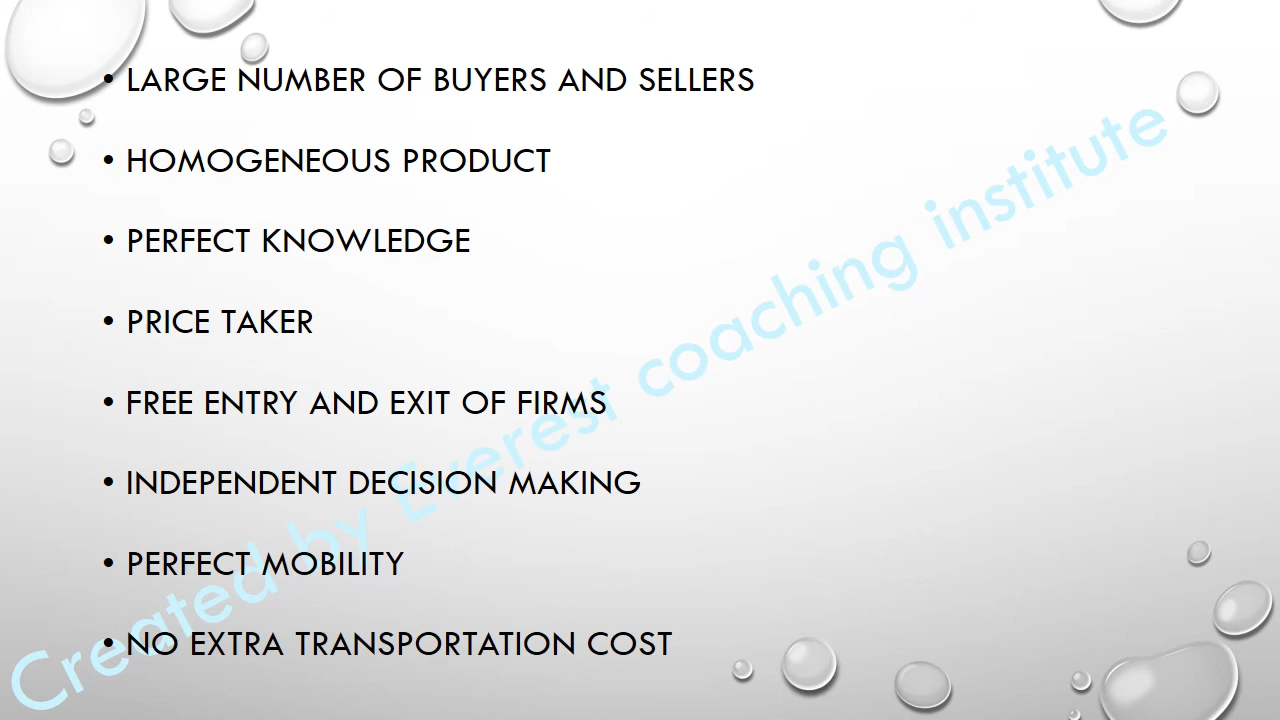 • LARGE NUMBER OF BUYERS AND SELLERS
• HOMOGENEOUS PRODUCT
• PERFECT KNOWLEDGE
• PRICE TAKER
• FREE ENTRY AND EXIT OF FIRMS
• INDEPENDENT DECISION MAKING
• PERFECT MOBILITY
• NO EXTRA TRANSPORTATION COST
Created by Everest coaching institute